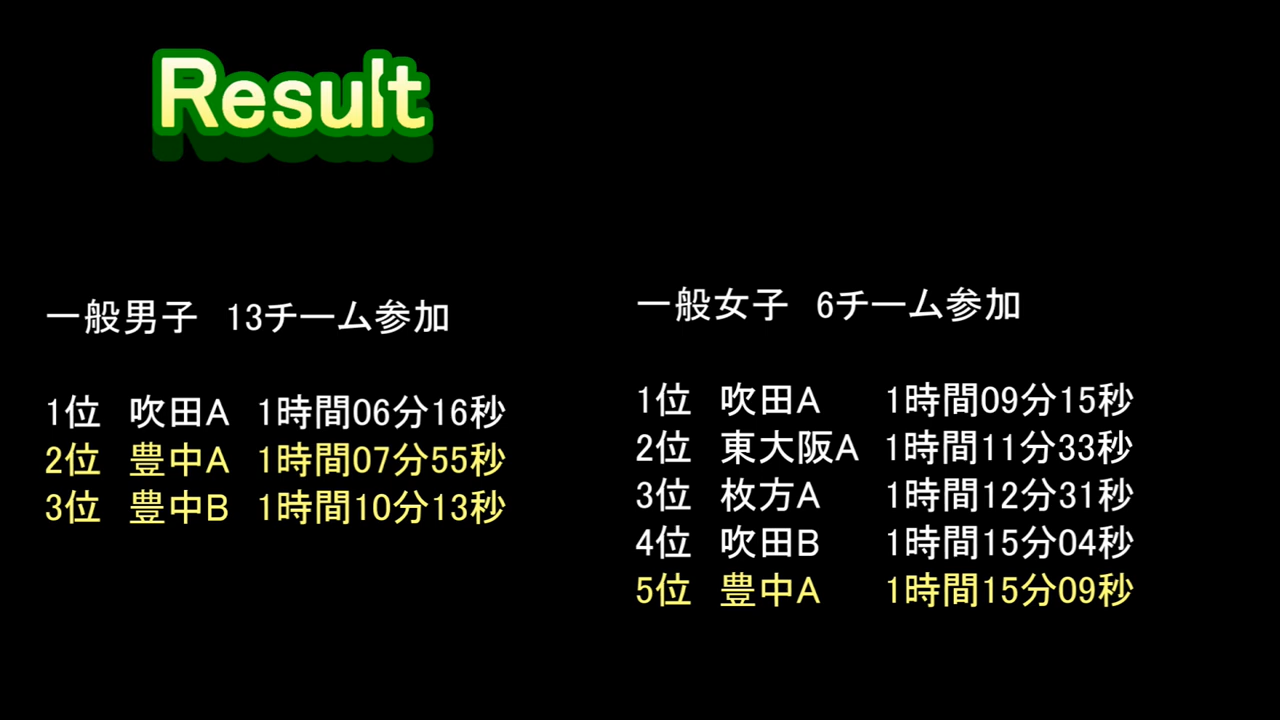 Result
一般男子 13チーム参加
1位 吹田A 1時間06分16秒
2位 豊中A 1時間07分55秒
3位 豊中B 1時間10分13秒
一般女子 6チーム参加
1位 吹田A 1時間09分15秒
2位 東大阪A 1時間11分33秒
3位 枚方A 1時間12分31秒
4位 吹田B 1時間15分04秒
5位 豊中A 1時間15分09秒